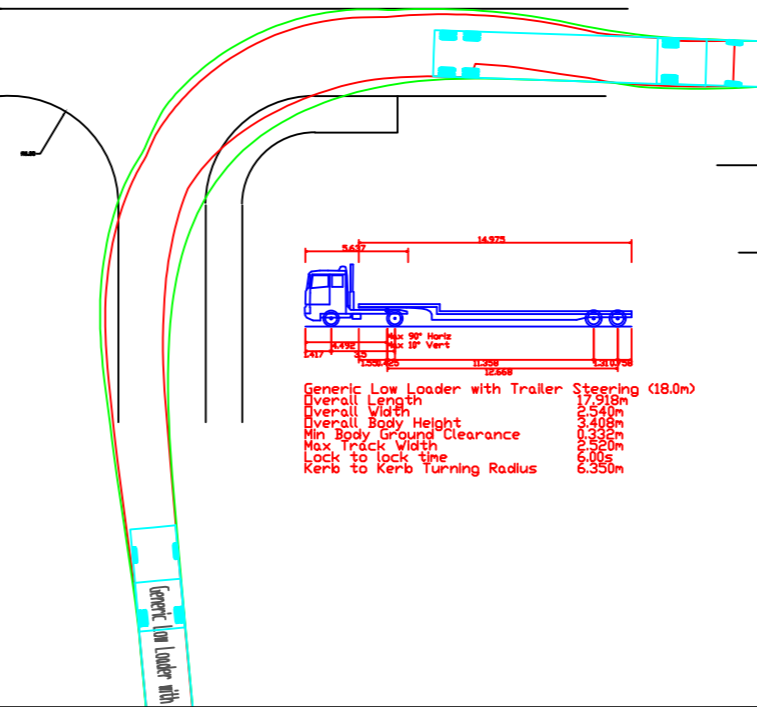 14.975
5.637
Max 90° Horiz
Max 10° Vert
1.417
4.492
3.5
11.358
12.668
Generic Low Loader with Trailer Steering (18.0m)
Overall Length 17.918m
Overall Width 2.540m
Overall Body Height 3.408m
Min Body Ground Clearance 0.332m
Max Track Width 2.520m
Lock to lock time 6.00s
Kerb to Kerb Turning Radius 6.350m
Generic Low Loader with